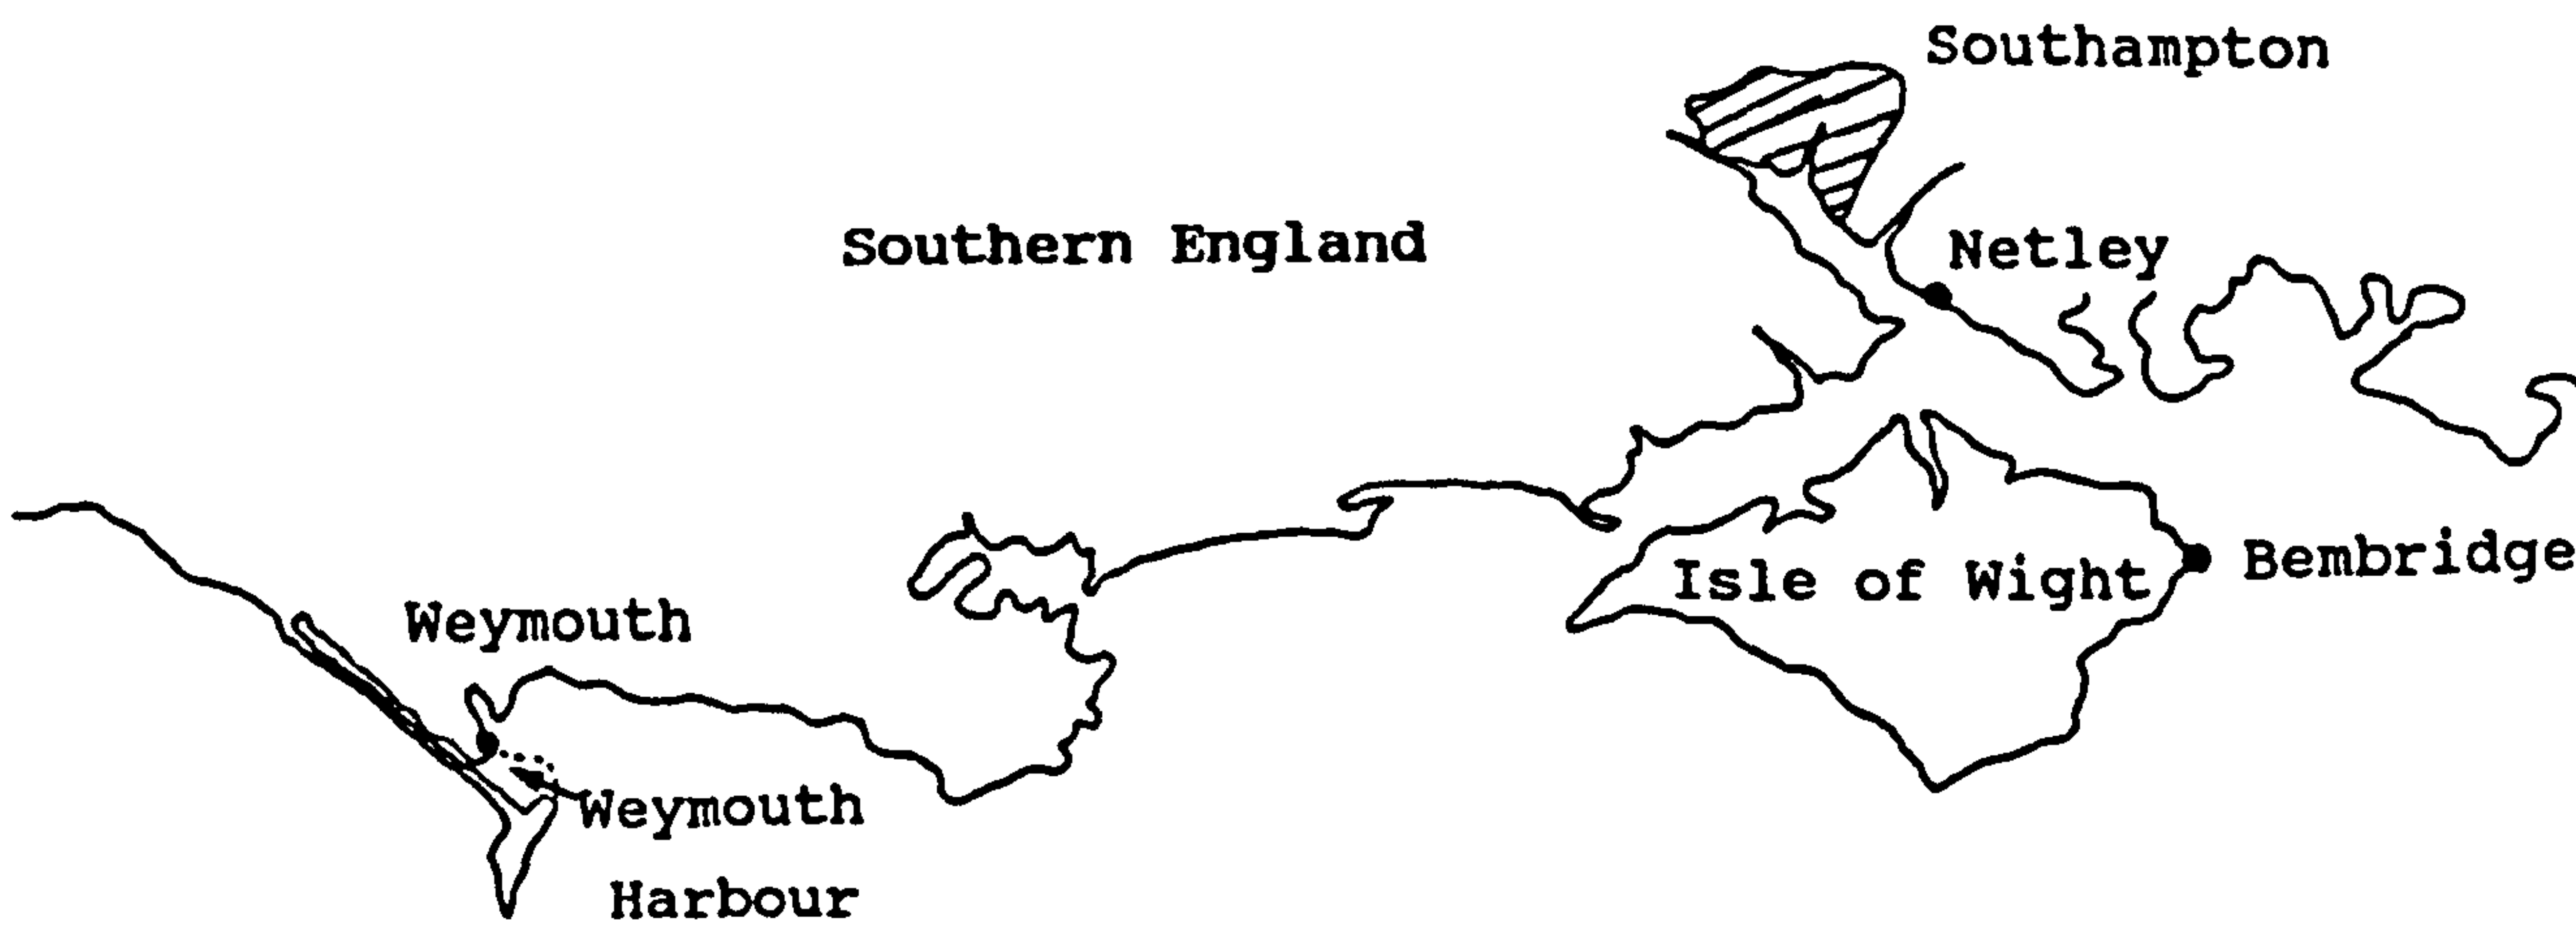 Southampton
Southern England
Netley
Isle of Wight
Bembridge
Weymouth
Weymouth
Harbour